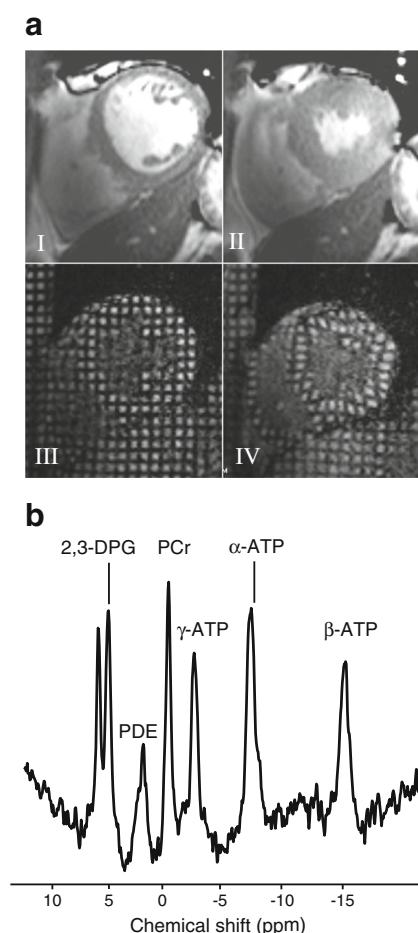 a
I II
III IV
b
2,3-DPG PCr α-ATP
γ-ATP β-ATP
PDE
10 5 0 -5 -10 -15
Chemical shift (ppm)